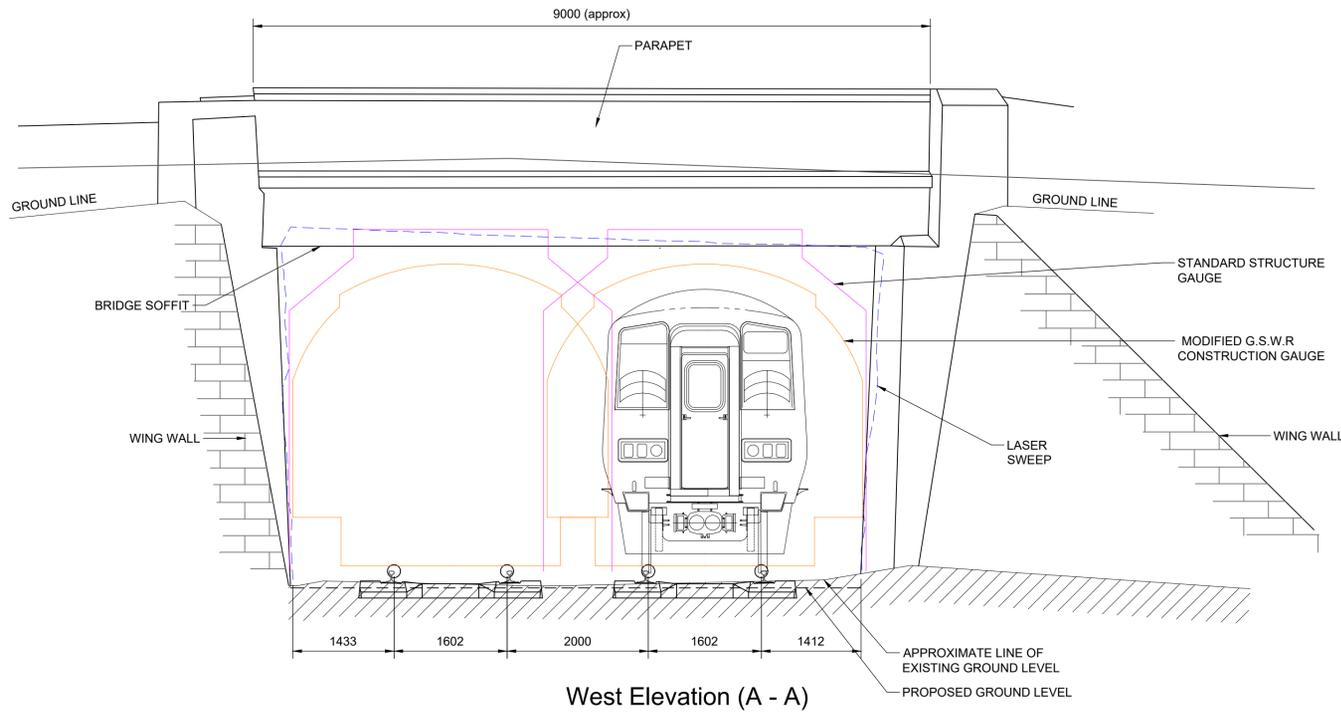 9000 (approx)
PARAPET
GROUND LINE
GROUND LINE
STANDARD STRUCTURE
GAUGE
BRIDGE SOFFIT
MODIFIED G.S.W.R
CONSTRUCTION GAUGE
WING WALL
LASER
SWEEP
WING WALL
1433
1602
2000
1602
1412
APPROXIMATE LINE OF
EXISTING GROUND LEVEL
PROPOSED GROUND LEVEL
West Elevation (A - A)